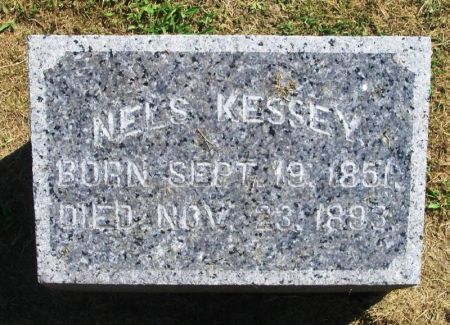 NELS KESSEY.
BORN SEPT. 19. 1851.
DIED NOV. 23. 1893.